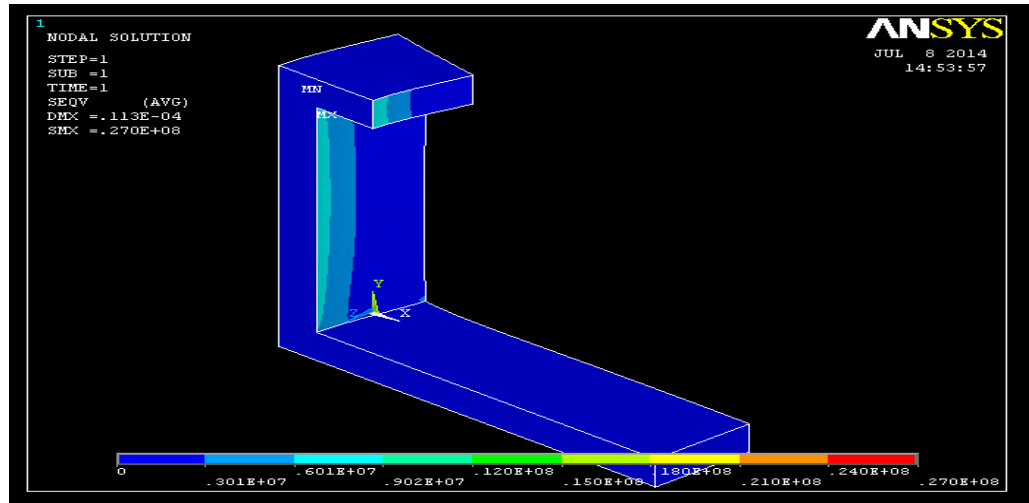 1
NODAL SOLUTION
STEP=1
SUB =1
TIME=1
SEQV (AVG)
DMX =.113E-04
SMX =.270E+08
ANSYS
JUL 8 2014
14:53:57
MN
MX
Y
Z X
0 .601E+07 .120E+08 .180E+08 .240E+08
.301E+07 .902E+07 .150E+08 .210E+08 .270E+08